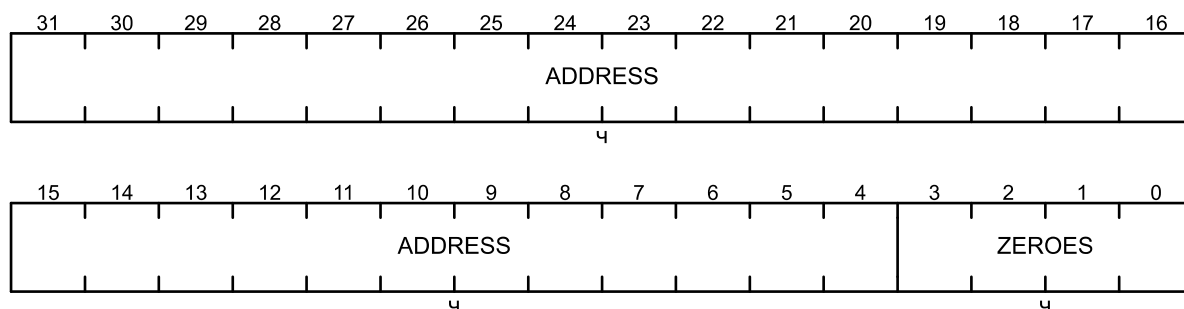 31 30 29 28 27 26 25 24 23 22 21 20 19 18 17 16
ADDRESS
ч
15 14 13 12 11 10 9 8 7 6 5 4 3 2 1 0
ADDRESS ZEROES
ч ч